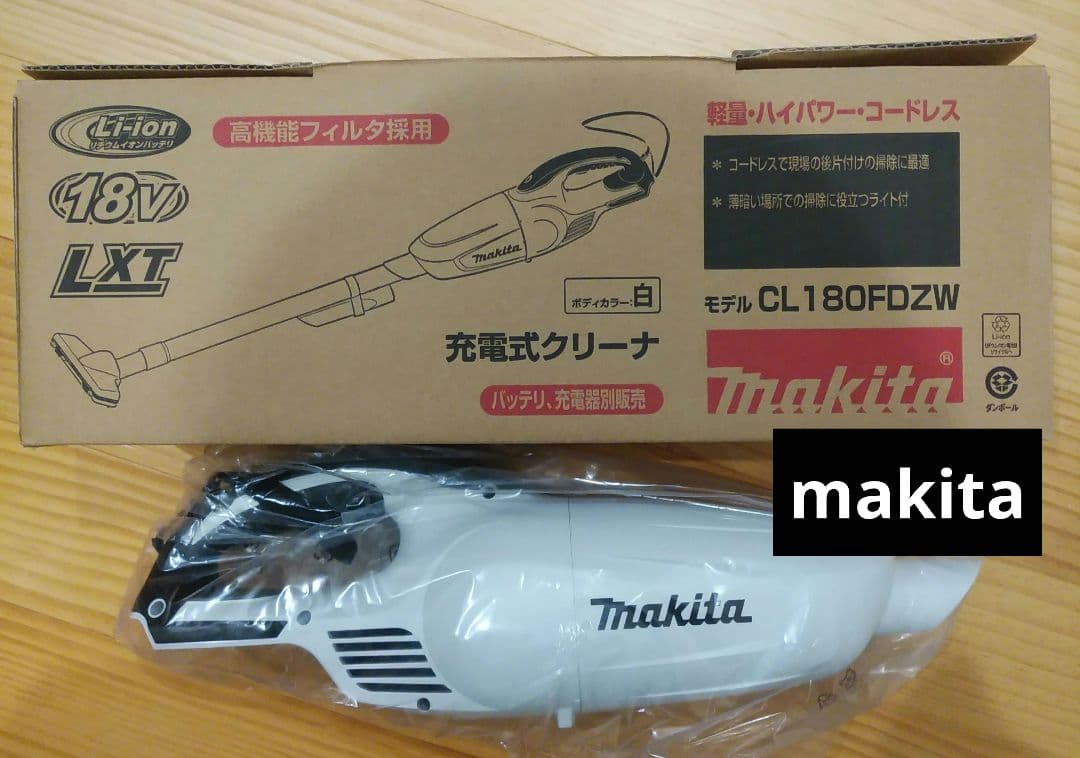 Li-ion
リチウムイオンバッテリ
高機能フィルタ採用
18V
LXT
makita
ボディカラー:白
充電式クリーナ
バッテリ、充電器別販売
軽量・ハイパワー・コードレス
* コードレスで現場の後片付けの掃除に最適
* 薄暗い場所での掃除に役立つライト付
モデル CL180FDZW
makita®
Li-ion
ダンボール
makita
makita